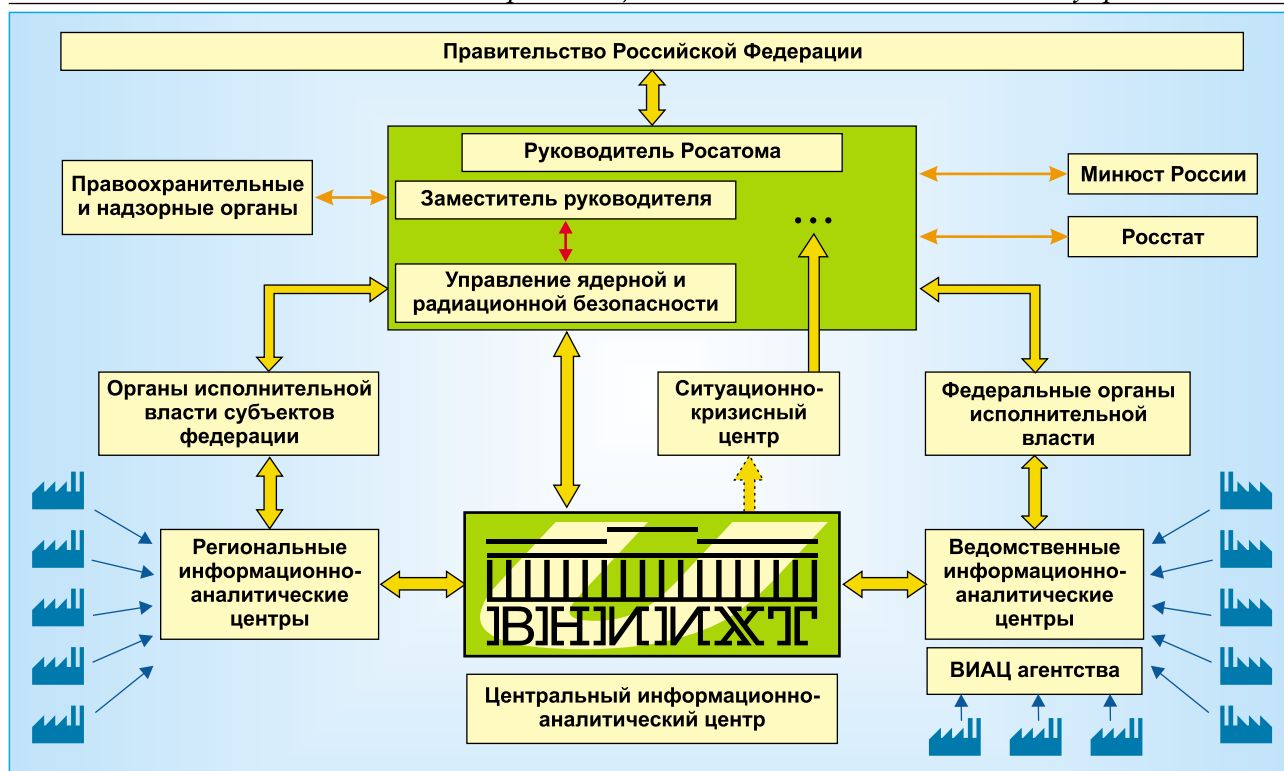 Правительство Российской Федерации
Руководитель Росатома
Правоохранительные
и надзорные органы
Заместитель руководителя
...
Минюст России
Росстат
Управление ядерной и
радиационной безопасности
Органы исполнительной
власти субъектов
федерации
Ситуационно-
кризисный
центр
Федеральные органы
исполнительной
власти
Региональные
информационно-
аналитические
центры
ВНИИХТ
Ведомственные
информационно-
аналитические
центры
ВИАЦ агентства
Центральный информационно-
аналитический центр